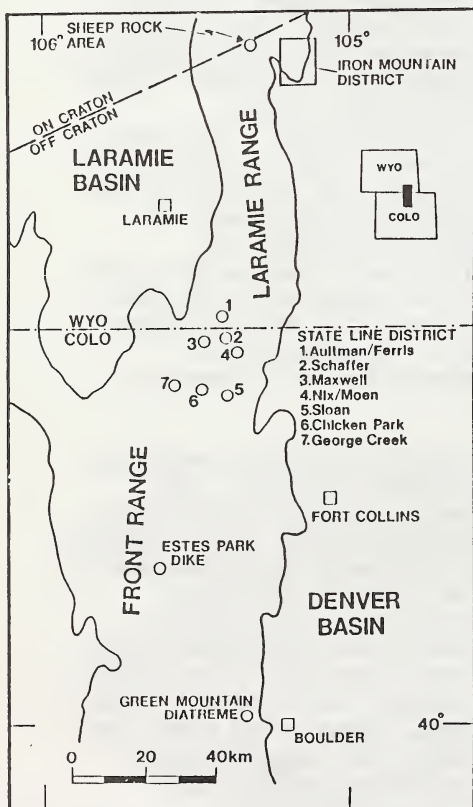 106° SHEEP ROCK
AREA
105°
IRON MOUNTAIN
DISTRICT
ON CRATON
OFF CRATON
LARAMIE
BASIN
LARAMIE RANGE
WYO
COLO
LARAMIE
WYO
COLO
1
2
3
4
5
6
7
STATE LINE DISTRICT
1.Aultman/Ferris
2.Schaffer
3.Maxwell
4.Nix/Moen
5.Sloan
6.Chicken Park
7.George Creek
FRONT RANGE
FORT COLLINS
ESTES PARK
DIKE
DENVER
BASIN
GREEN MOUNTAIN
DIATREME
BOULDER
40°
0 20 40km